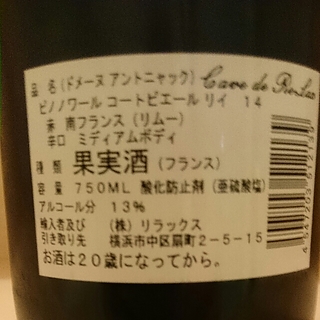 品 名 (ドメーヌ アントニャック) Cave de Re-Lax
ピノノワール コートピエール リイ 14
赤 南フランス (リムー)
辛口 ミディアムボディ
種 類 果実酒 (フランス)
容 量 750ML 酸化防止剤 (亜硫酸塩)
アルコール分 13%
輸入者及び (株) リラックス
引き取り先 横浜市中区扇町2-5-15
お酒は20歳になってから。